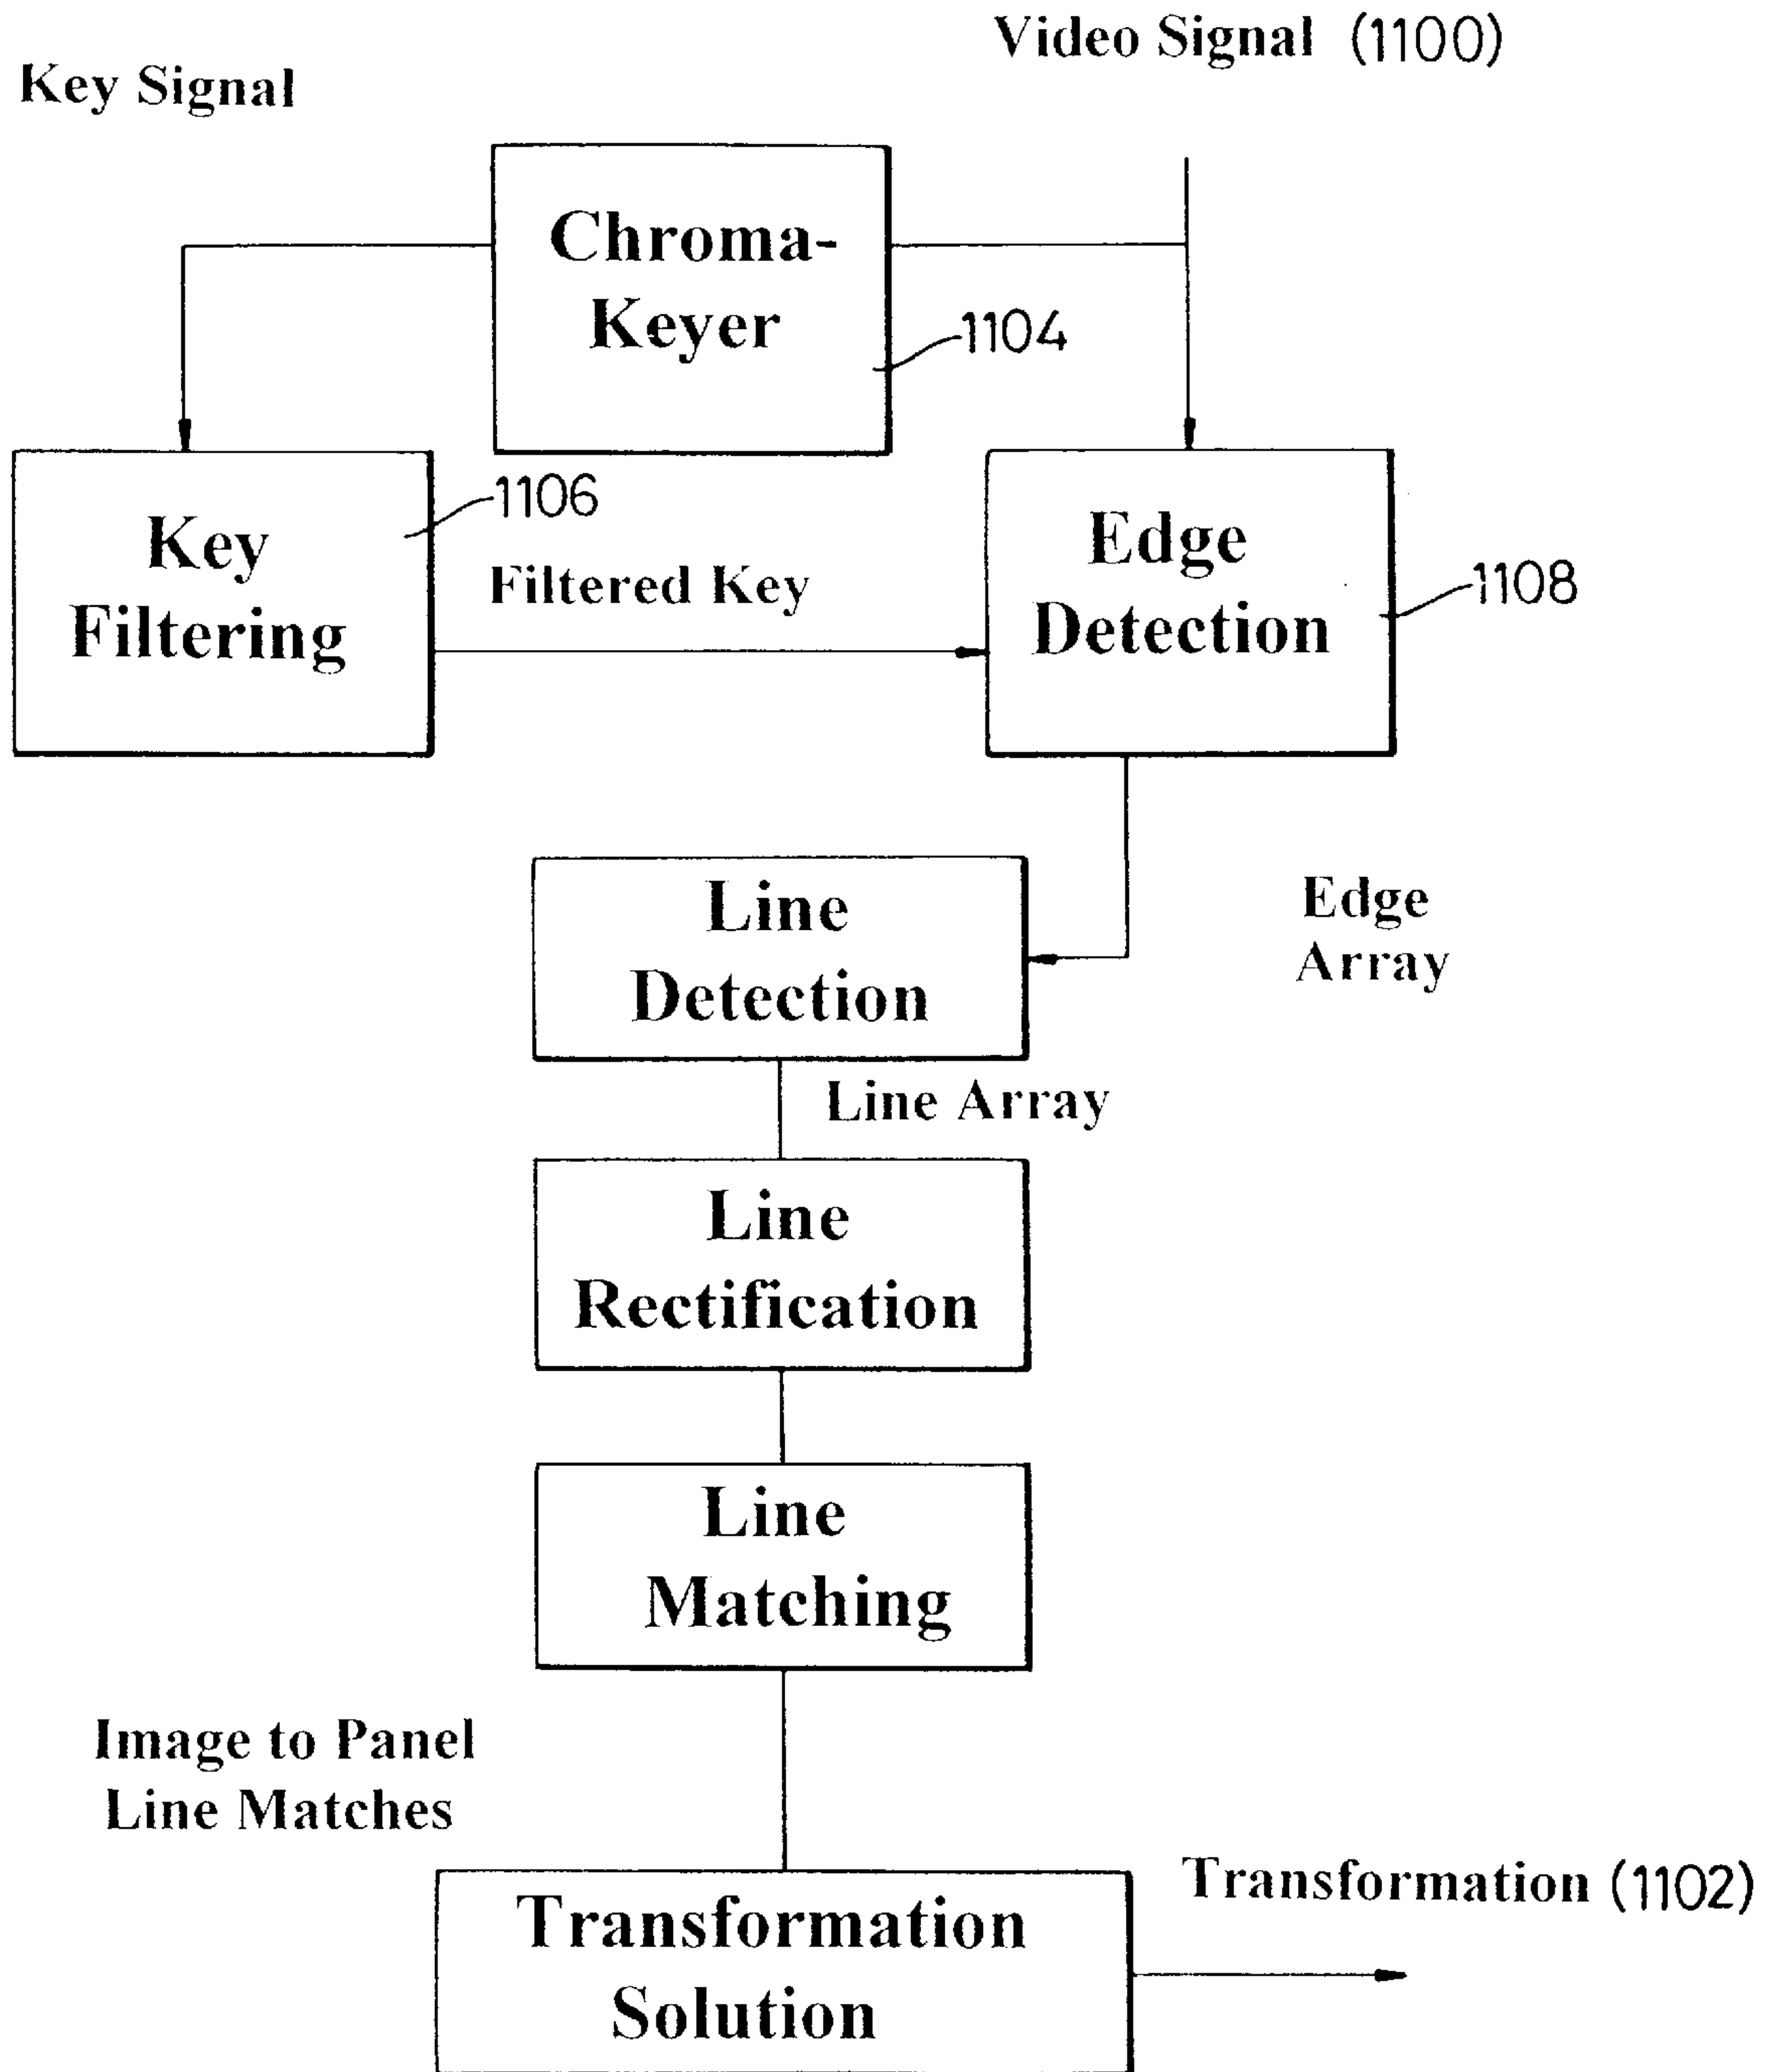 Video Signal (1100)
Key Signal
Chroma-
Keyer
1104
1106
Key
Filtering
Filtered Key
Edge
Detection
1108
Line
Detection
Edge
Array
Line Array
Line
Rectification
Line
Matching
Image to Panel
Line Matches
Transformation (1102)
Transformation
Solution